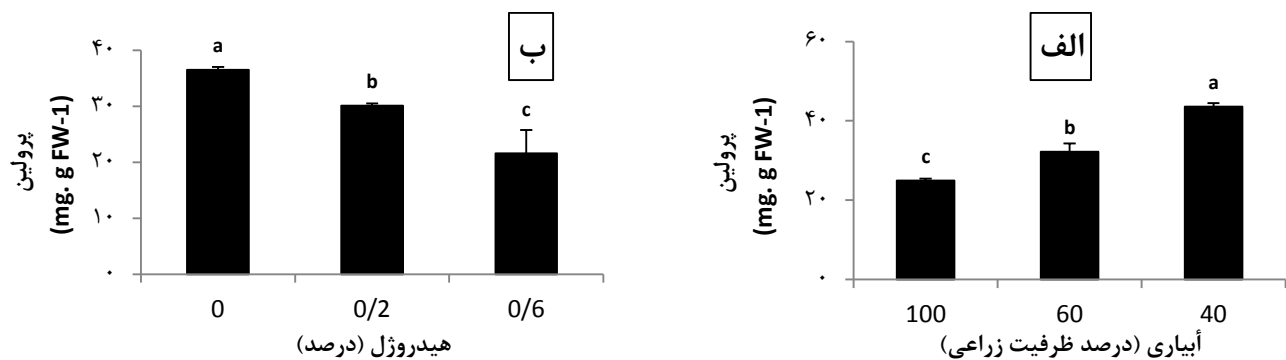 الف
۶۰
۴۰
۲۰
۰
پرولین
(mg. g FW-1)
c
b
a
100
60
40
أبیاری (درصد ظرفیت زراعی)
ب
۴۰
۳۰
۲۰
۱۰
۰
پرولین
(mg. g FW-1)
a
b
c
0
0/2
0/6
هیدروژل (درصد)